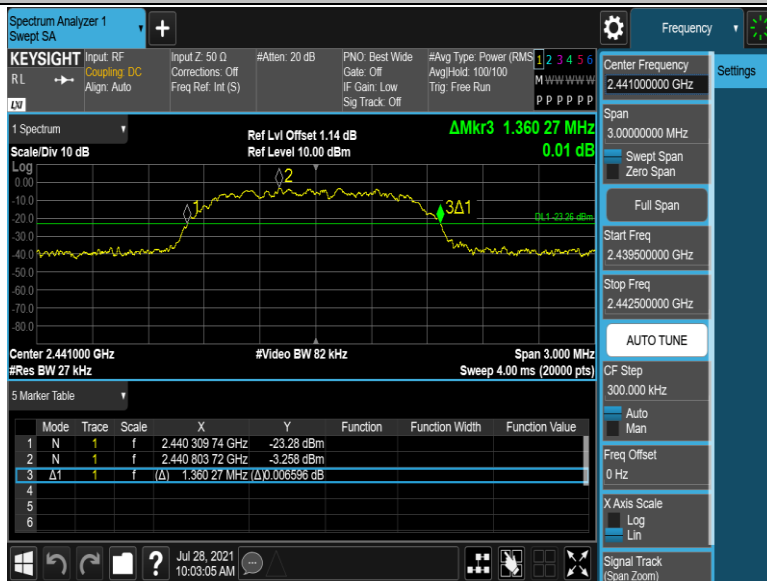 Spectrum Analyzer 1
Swept SA
Frequency
KEYSIGHT
RL
LXI
Input: RF
Coupling: DC
Align: Auto
Input Z: 50 Ω
Corrections: Off
Freq Ref: Int (S)
#Atten: 20 dB
PNO: Best Wide
Gate: Off
IF Gain: Low
Sig Track: Off
#Avg Type: Power (RMS
Avg|Hold: 100/100
Trig: Free Run
1 2 3 4 5 6
M W W W W W
P P P P P P
1 Spectrum
Scale/Div 10 dB
Ref Lvl Offset 1.14 dB
Ref Level 10.00 dBm
ΔMkr3 1.360 27 MHz
0.01 dB
Log
0.00
-10.0
-20.0
-30.0
-40.0
-50.0
-60.0
-70.0
-80.0
1
2
3Δ1
DL1 -23.26 dBm
Center 2.441000 GHz
#Video BW 82 kHz
Span 3.000 MHz
#Res BW 27 kHz
Sweep 4.00 ms (20000 pts)
5 Marker Table
Mode Trace Scale X Y Function Function Width Function Value
1 N 1 f 2.440 309 74 GHz -23.28 dBm
2 N 1 f 2.440 803 72 GHz -3.258 dBm
3 Δ1 1 f (Δ) 1.360 27 MHz (Δ)0.006596 dB
4
5
6
Jul 28, 2021
10:03:05 AM
Center Frequency
2.441000000 GHz
Settings
Span
3.00000000 MHz
Swept Span
Zero Span
Full Span
Start Freq
2.439500000 GHz
Stop Freq
2.442500000 GHz
AUTO TUNE
CF Step
300.000 kHz
Auto
Man
Freq Offset
0 Hz
X Axis Scale
Log
Lin
Signal Track
(Span Zoom)